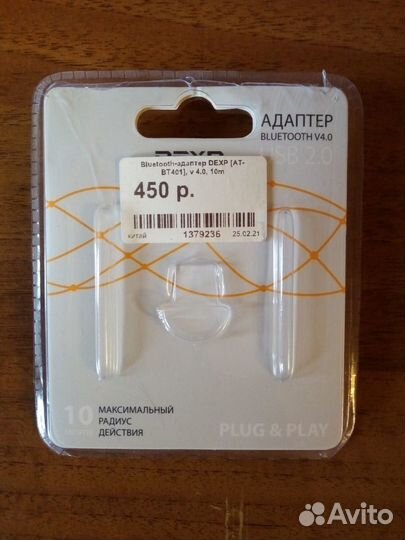 АДАПТЕР
BLUETOOTH V4.0
USB 2.0
DEXP
Bluetooth-адаптер DEXP [AT-
BT401], v 4.0, 10m
450 р.
китай 1379236 25.02.21
10
МАКСИМАЛЬНЫЙ
РАДИУС
ДЕЙСТВИЯ
PLUG & PLAY
Avito